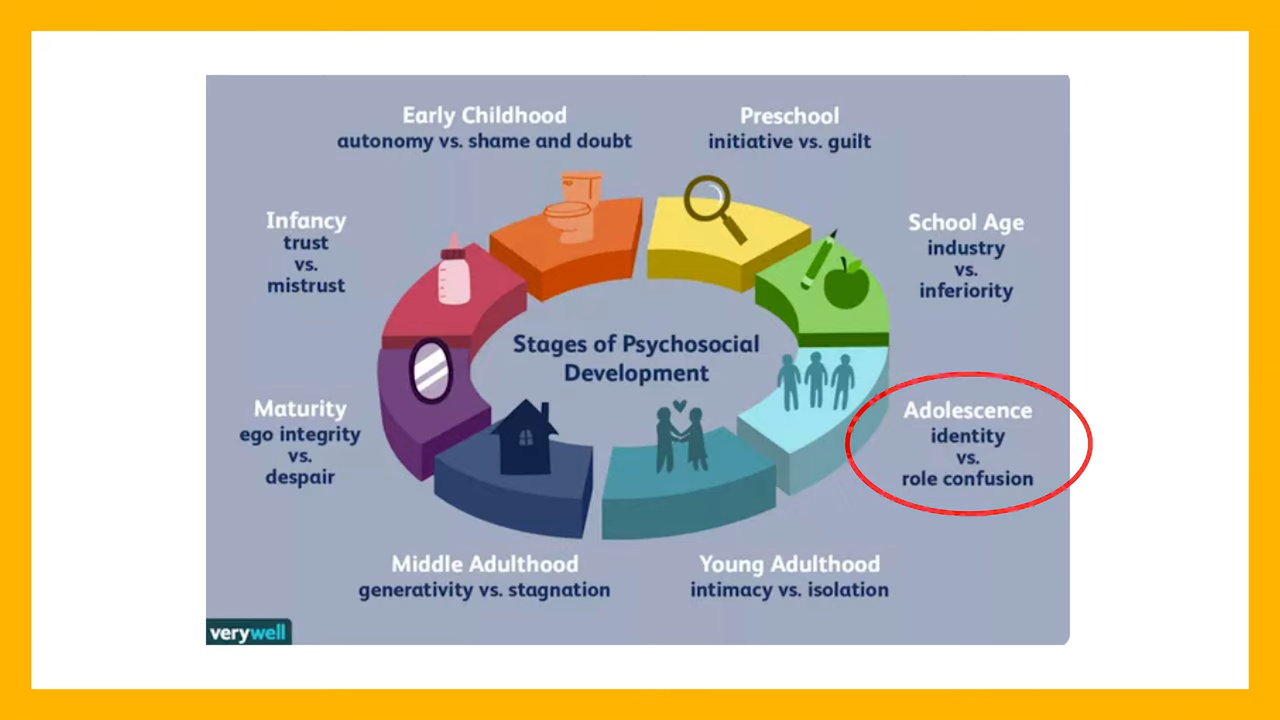 Early Childhood
autonomy vs. shame and doubt
Preschool
initiative vs. guilt
Infancy
trust
vs.
mistrust
School Age
industry
vs.
inferiority
Stages of Psychosocial
Development
Maturity
ego integrity
vs.
despair
Adolescence
identity
vs.
role confusion
Middle Adulthood
generativity vs. stagnation
Young Adulthood
intimacy vs. isolation
verywell